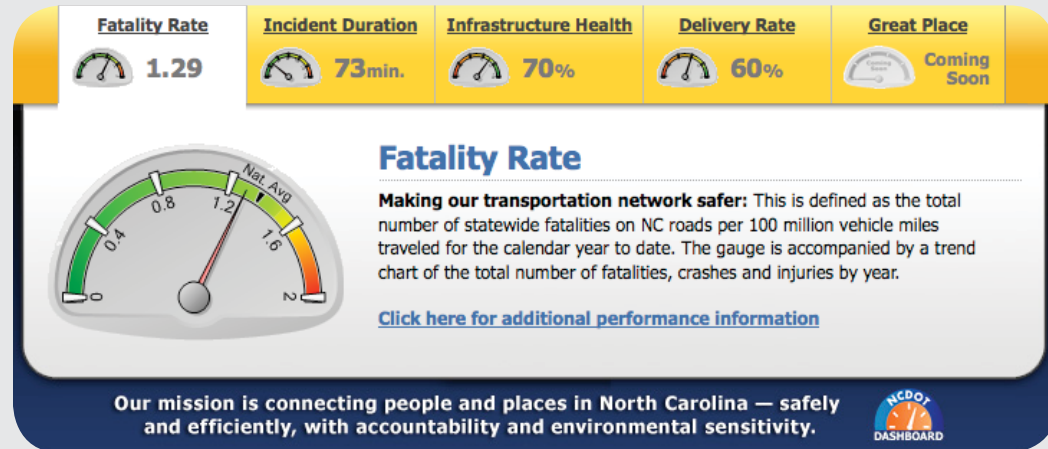 Fatality Rate
1.29
Incident Duration
73min.
Infrastructure Health
70%
Delivery Rate
60%
Great Place
Coming
Soon
Coming
Soon
0
0.4
0.8
1.2
Nat. Avg
1.6
2
Fatality Rate
Making our transportation network safer: This is defined as the total
number of statewide fatalities on NC roads per 100 million vehicle miles
traveled for the calendar year to date. The gauge is accompanied by a trend
chart of the total number of fatalities, crashes and injuries by year.
Click here for additional performance information
Our mission is connecting people and places in North Carolina — safely
and efficiently, with accountability and environmental sensitivity.
NCDOT
DASHBOARD